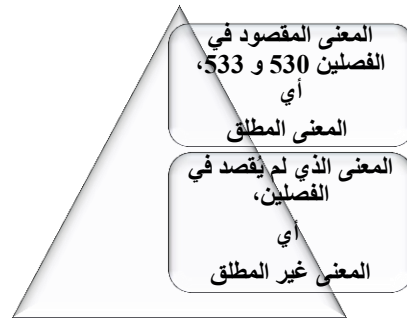 المعنى المقصود في
الفصلين 530 و 533،
أي
المعنى المطلق
المعنى الذي لم يُقصد في
الفصلين،
أي
المعنى غير المطلق